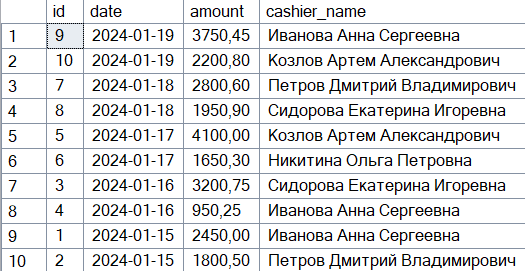 id date amount cashier_name
1 9 2024-01-19 3750,45 Иванова Анна Сергеевна
2 10 2024-01-19 2200,80 Козлов Артем Александрович
3 7 2024-01-18 2800,60 Петров Дмитрий Владимирович
4 8 2024-01-18 1950,90 Сидорова Екатерина Игоревна
5 5 2024-01-17 4100,00 Козлов Артем Александрович
6 6 2024-01-17 1650,30 Никитина Ольга Петровна
7 3 2024-01-16 3200,75 Сидорова Екатерина Игоревна
8 4 2024-01-16 950,25 Иванова Анна Сергеевна
9 1 2024-01-15 2450,00 Иванова Анна Сергеевна
10 2 2024-01-15 1800,50 Петров Дмитрий Владимирович